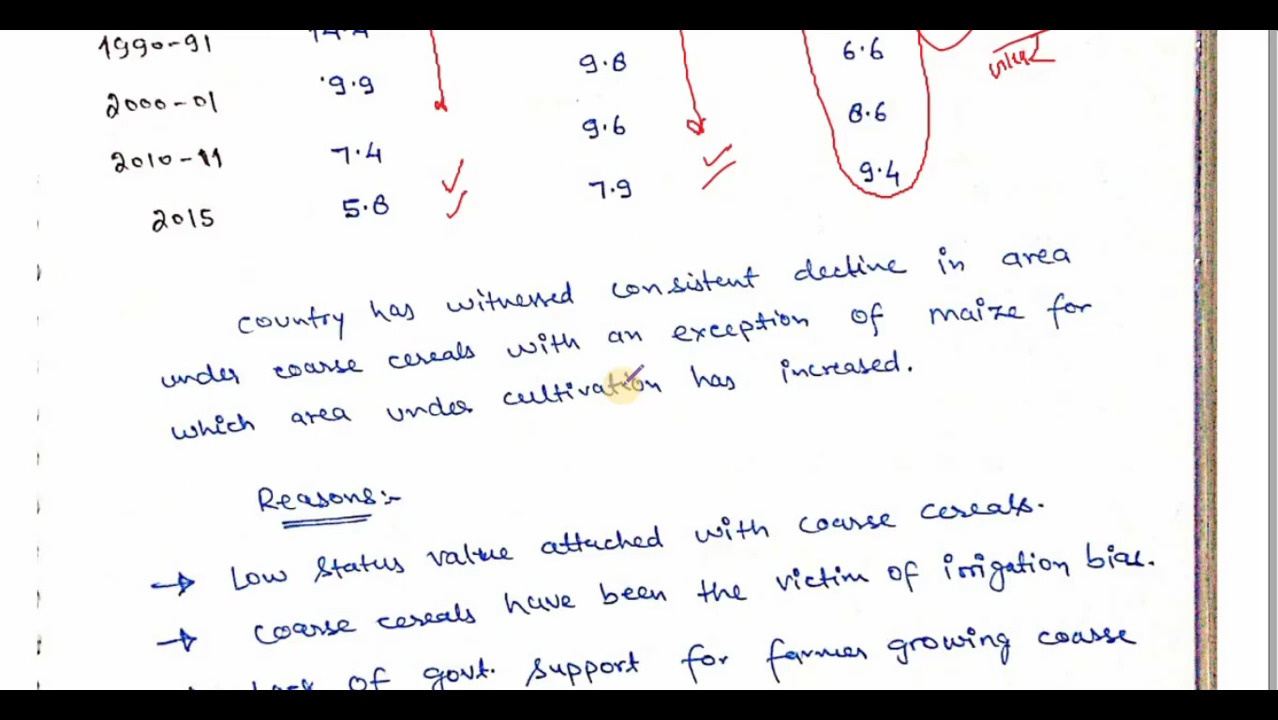 1990-91 14.4 9.8 6.6
2000-01 9.9 9.6 8.6
2010-11 7.4 7.9 9.4
2015 5.8
Country has witnessed consistent decline in area
under coarse cereals with an exception of maize for
which area under cultivation has increased.
Reasons:-
→ Low status value attached with coarse cereals.
→ Coarse cereals have been the victim of irrigation bias.
→ Lack of govt. support for farmer growing coarse